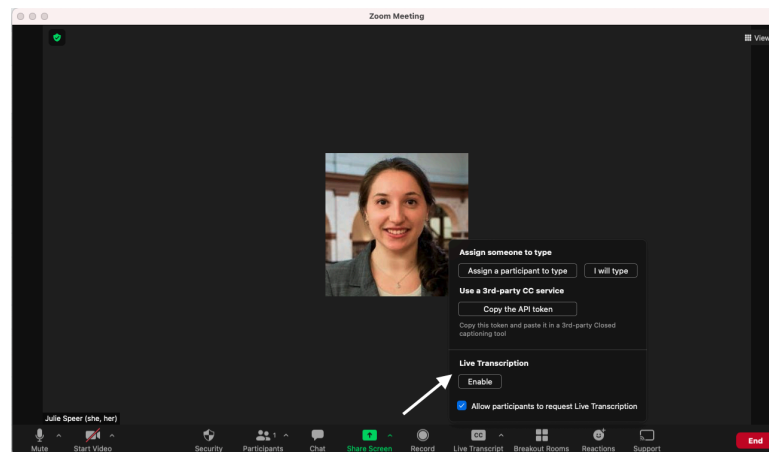 Zoom Meeting
View
Assign someone to type
Assign a participant to type
I will type
Use a 3rd-party CC service
Copy the API token
Copy this token and paste it in a 3rd-party Closed
captioning tool
Live Transcription
Enable
Allow participants to request Live Transcription
Julie Speer (she, her)
1
CC
Mute
Start Video
Security
Participants
Chat
Share Screen
Record
Live Transcript
Breakout Rooms
Reactions
Support
End